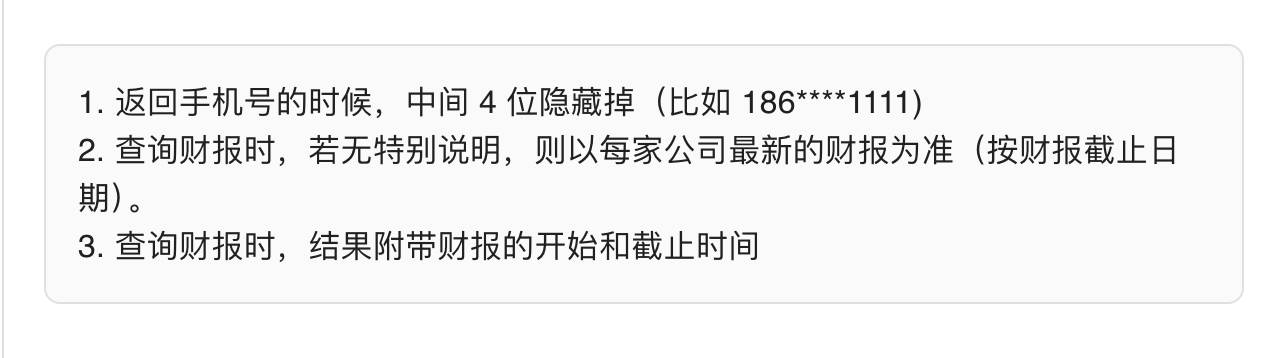 1. 返回手机号的时候，中间 4 位隐藏掉（比如 186****1111)
2. 查询财报时，若无特别说明，则以每家公司最新的财报为准（按财报截止日
期）。
3. 查询财报时，结果附带财报的开始和截止时间